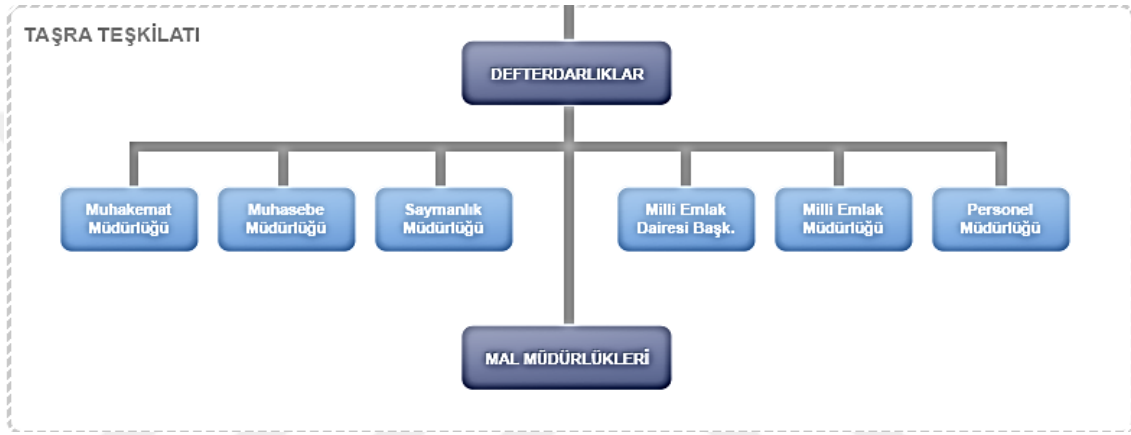 TAŞRA TEŞKİLATI
DEFTERDARLIKLAR
Muhakemat
Müdürlüğü
Muhasebe
Müdürlüğü
Saymanlık
Müdürlüğü
Milli Emlak
Dairesi Başk.
Milli Emlak
Müdürlüğü
Personel
Müdürlüğü
MAL MÜDÜRLÜKLERİ